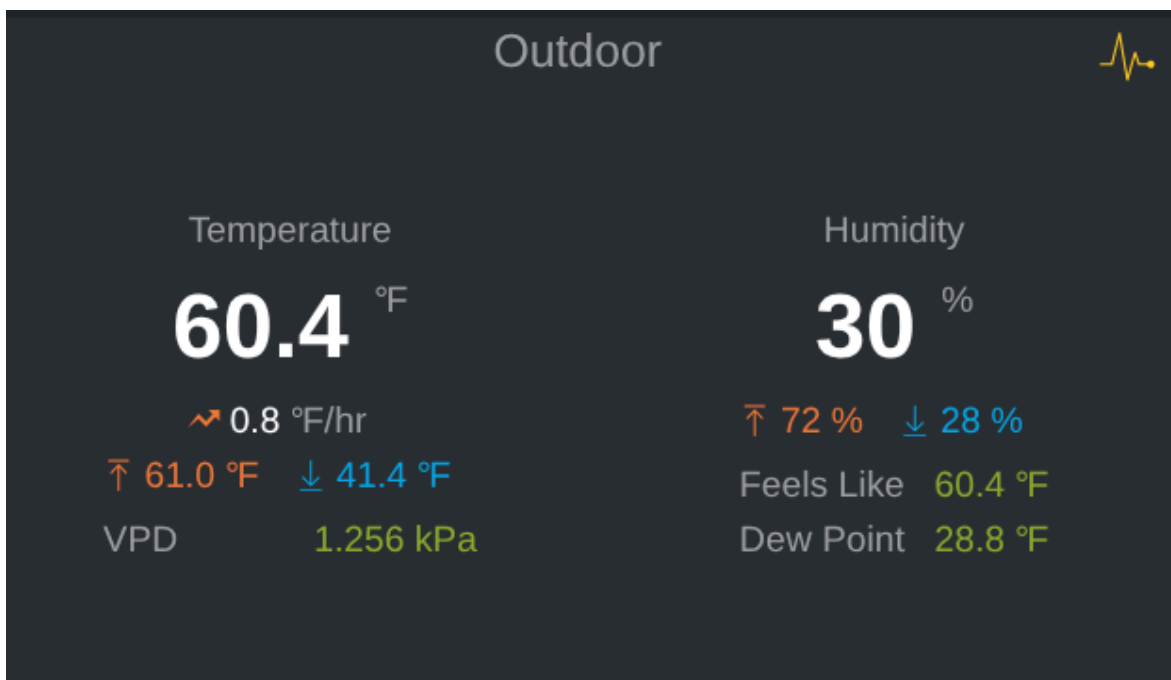 Outdoor
Temperature
60.4 °F
0.8 °F/hr
61.0 °F 41.4 °F
VPD 1.256 kPa
Humidity
30 %
72 % 28 %
Feels Like 60.4 °F
Dew Point 28.8 °F